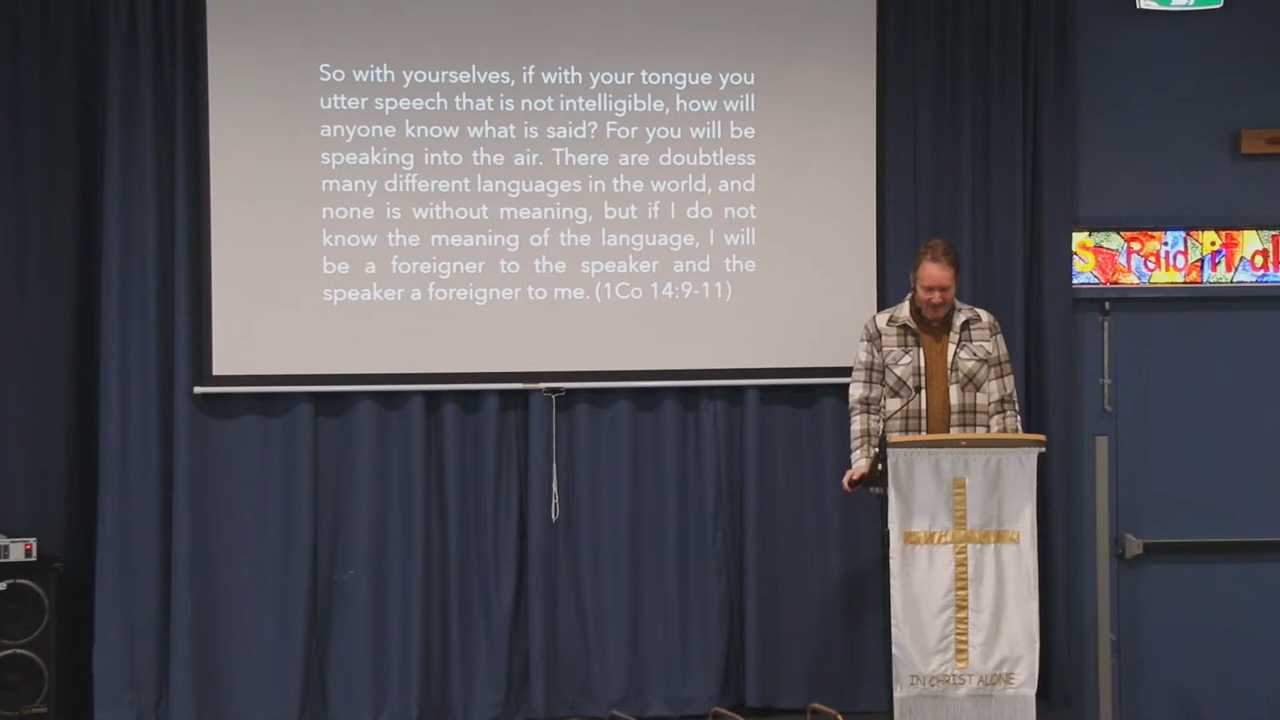 So with yourselves, if with your tongue you
utter speech that is not intelligible, how will
anyone know what is said? For you will be
speaking into the air. There are doubtless
many different languages in the world, and
none is without meaning, but if I do not
know the meaning of the language, I will
be a foreigner to the speaker and the
speaker a foreigner to me. (1Co 14:9-11)
S Paid it al
IN CHRIST ALONE